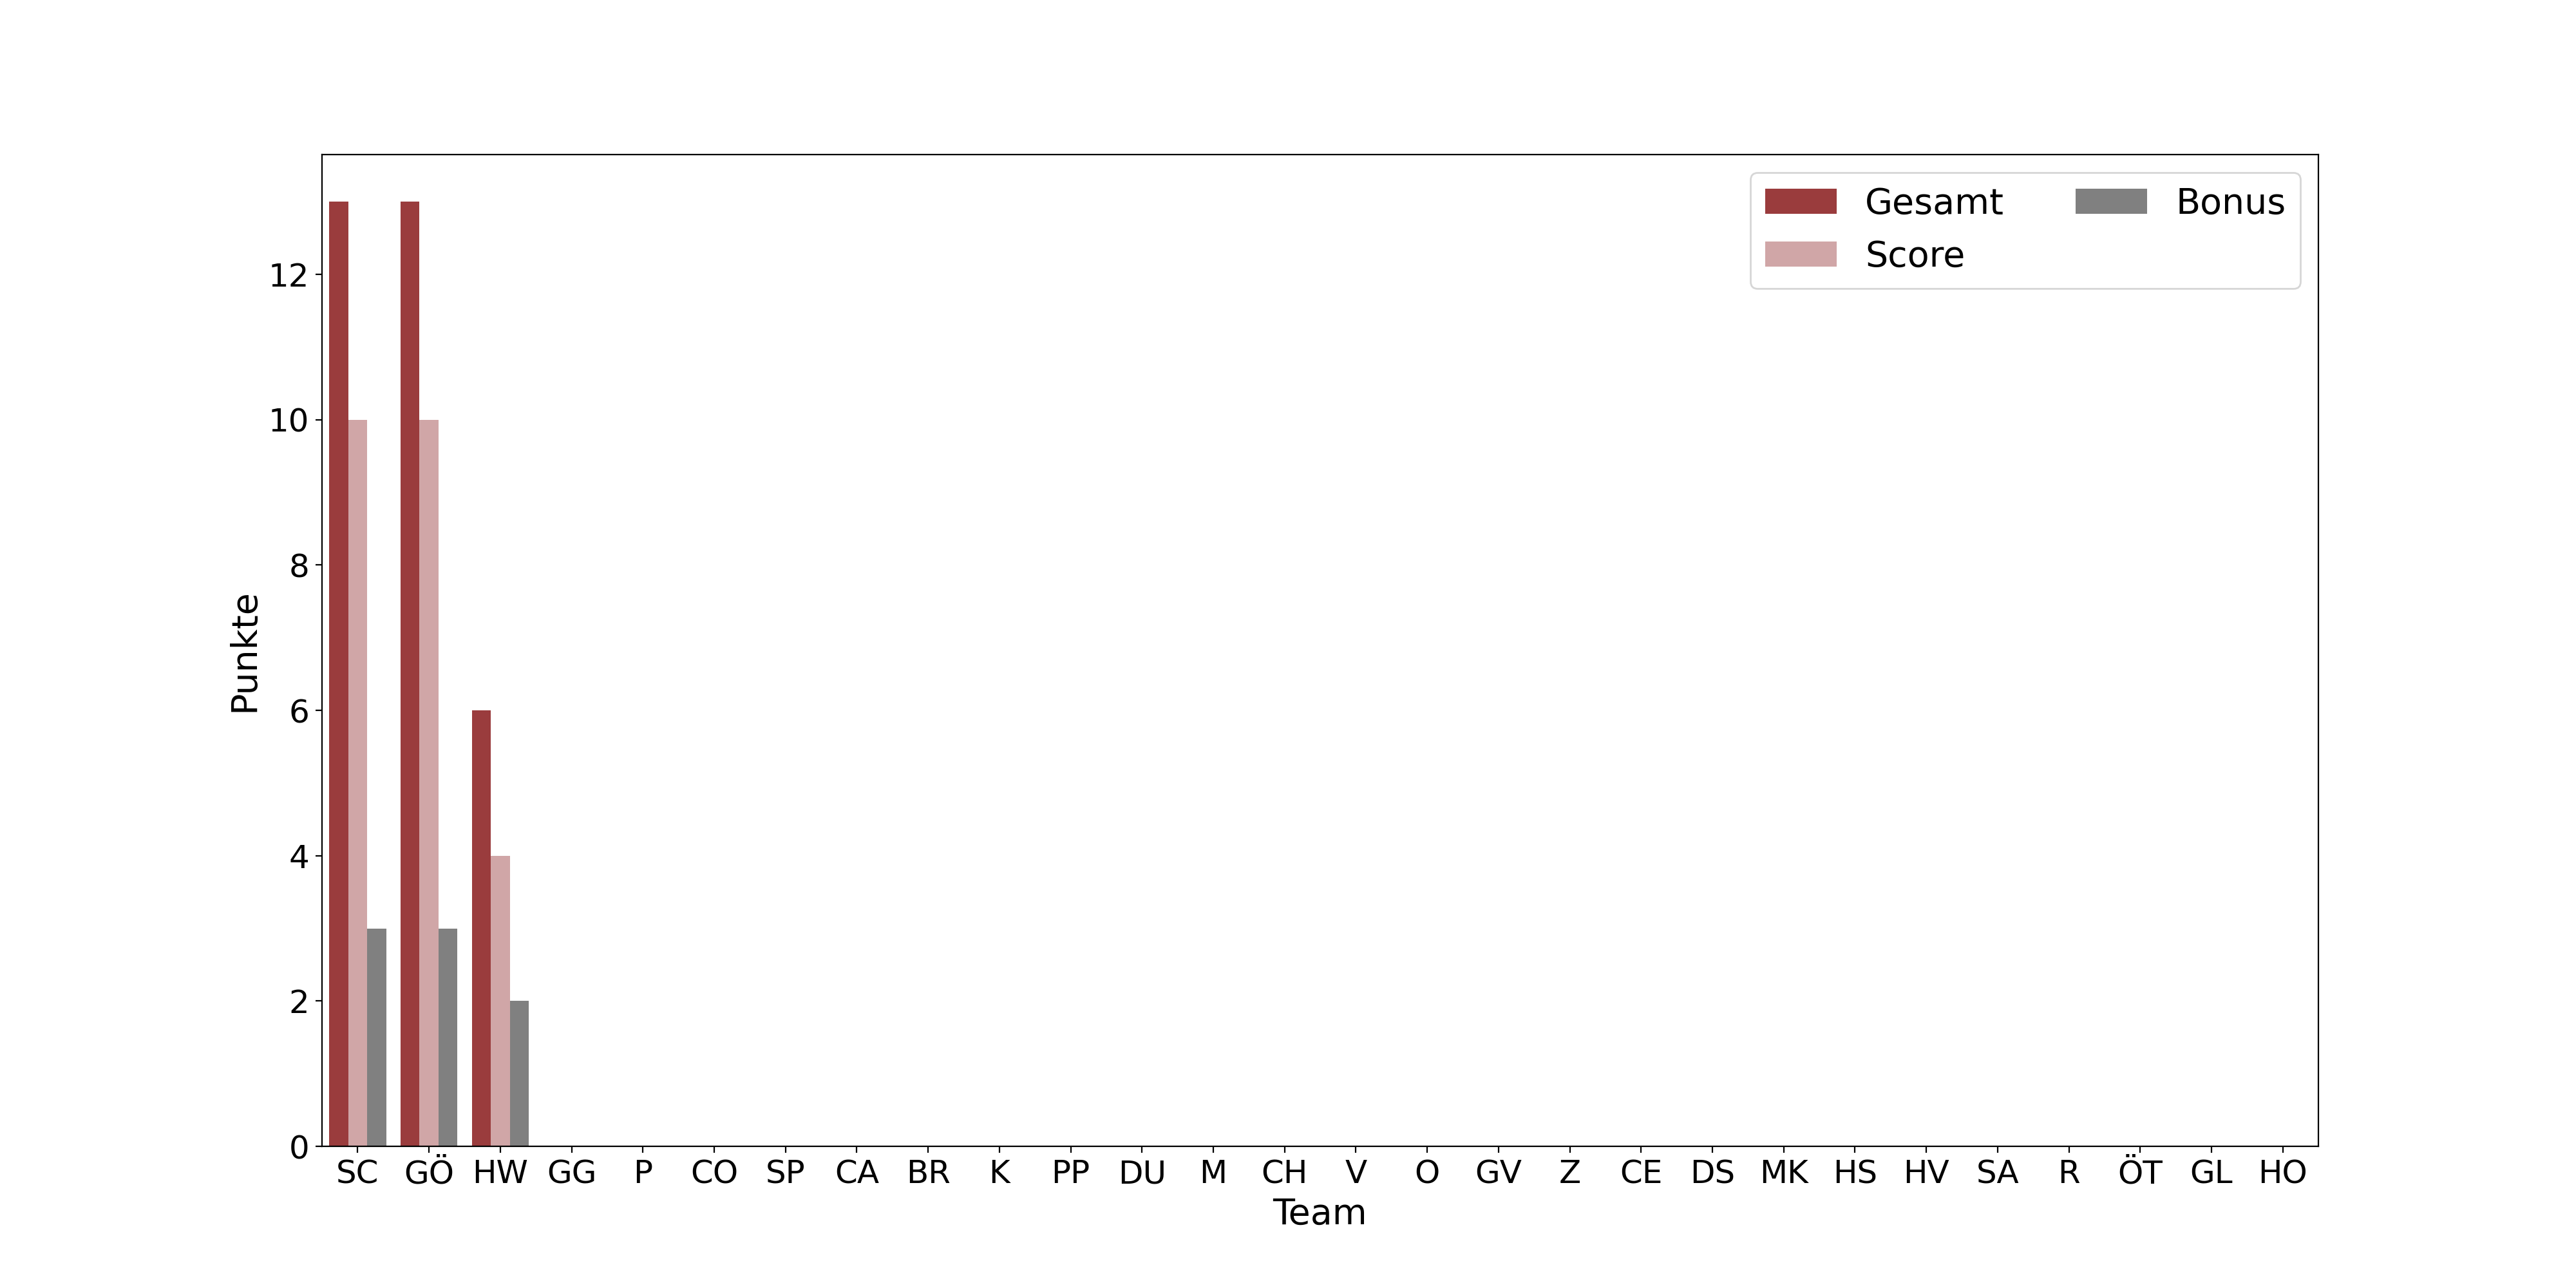 Gesamt
Score
Bonus
Punkte
12
10
8
6
4
2
0
SC GÖ HW GG P CO SP CA BR K PP DU M CH V O GV Z CE DS MK HS HV SA R ÖT GL HO
Team